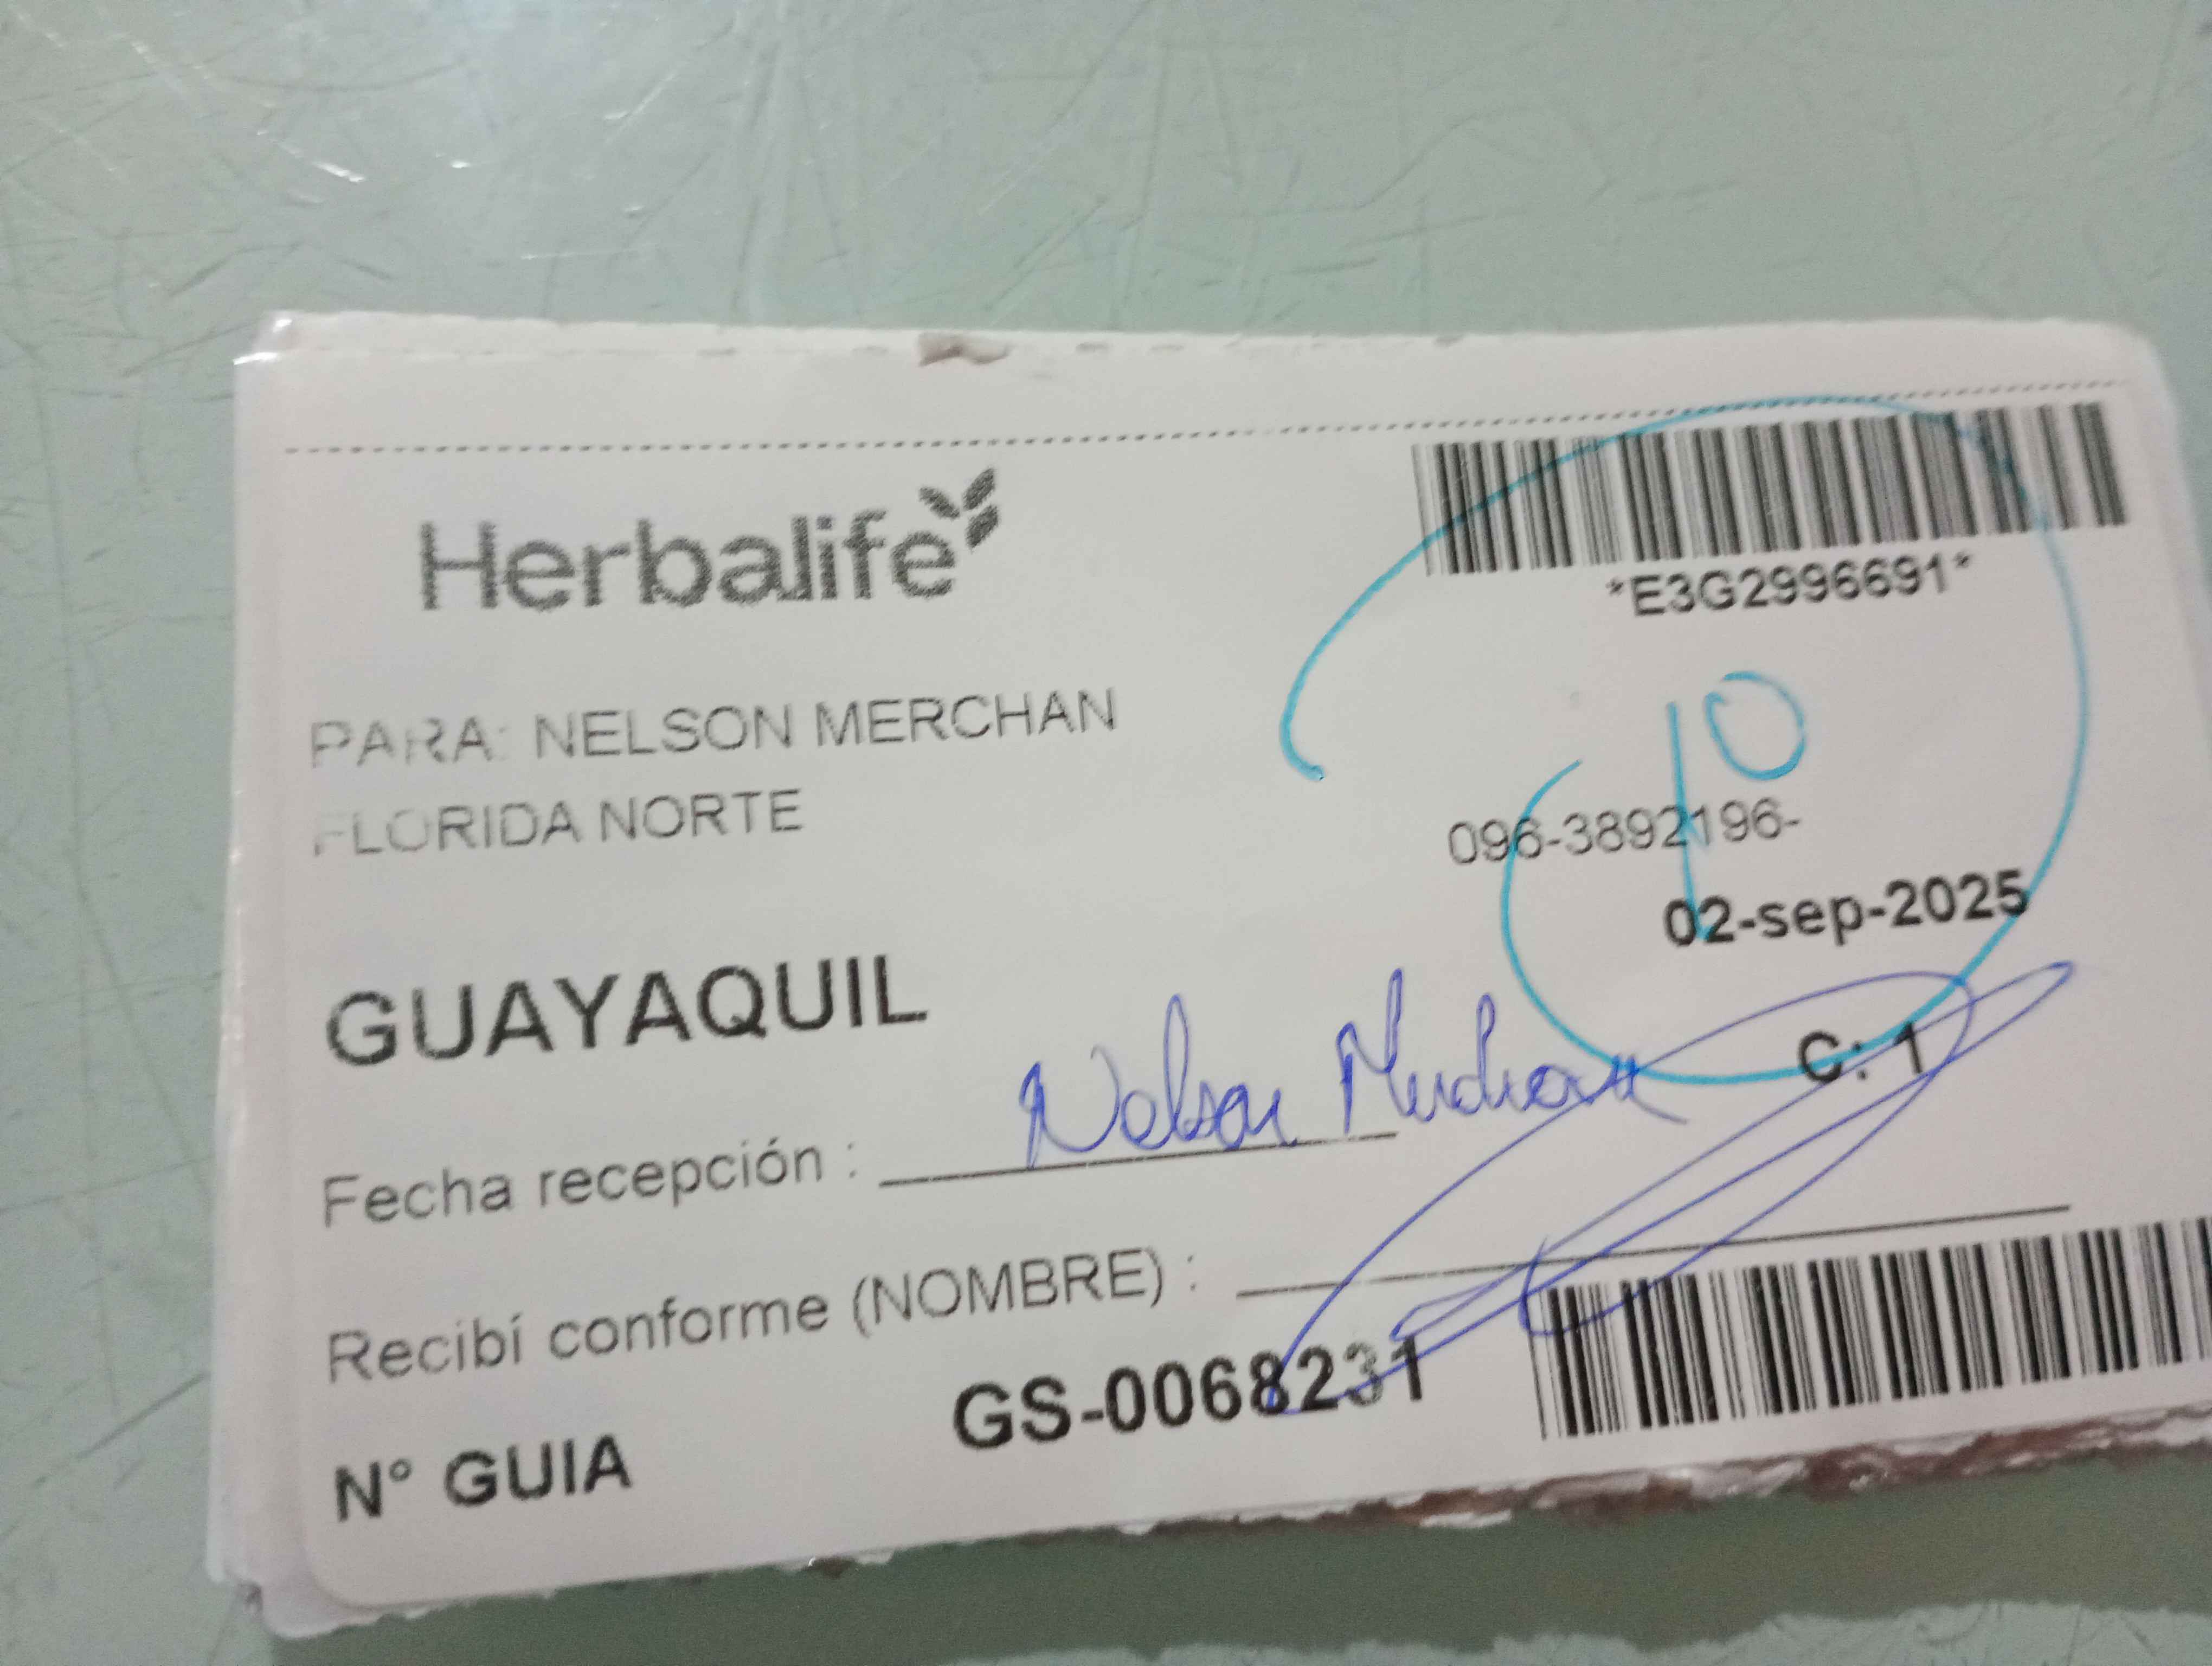 Herbalife
*E3G2996691*
PARA: NELSON MERCHAN
10
FLORIDA NORTE
096-3892196-
02-sep-2025
GUAYAQUIL
C: 1
Nelson Merchan
Fecha recepción :
Recibí conforme (NOMBRE) :
N° GUIA GS-0068231